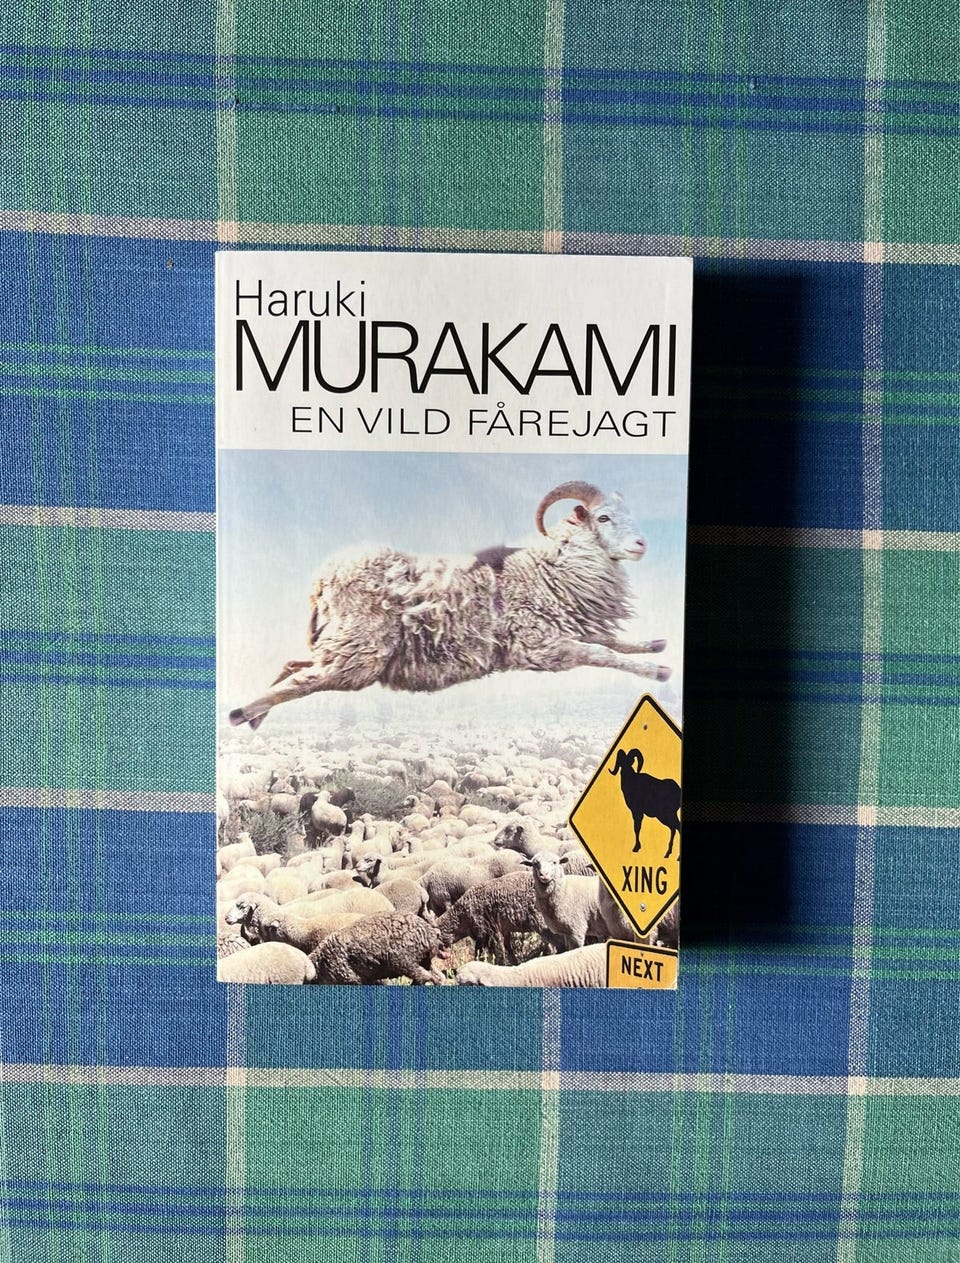 Haruki
MURAKAMI
EN VILD FÅREJAGT
XING
NEXT